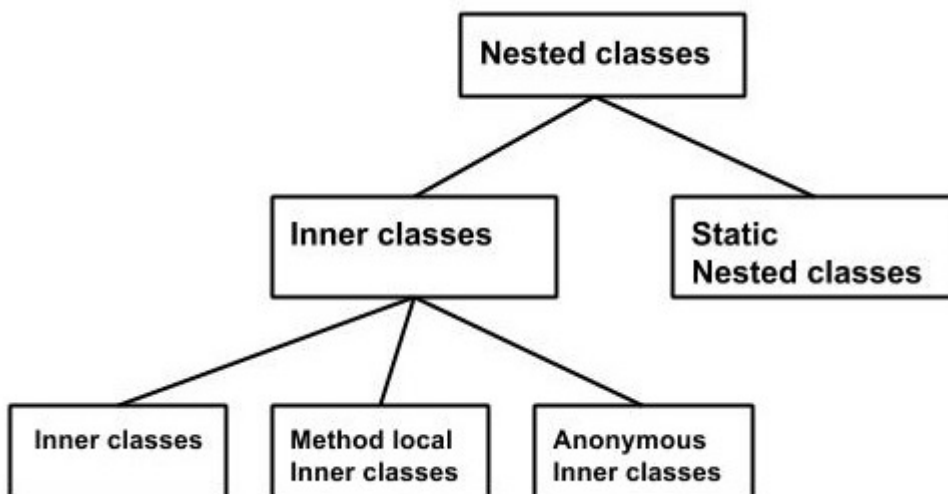 Nested classes
Inner classes
Static
Nested classes
Inner classes
Method local
Inner classes
Anonymous
Inner classes